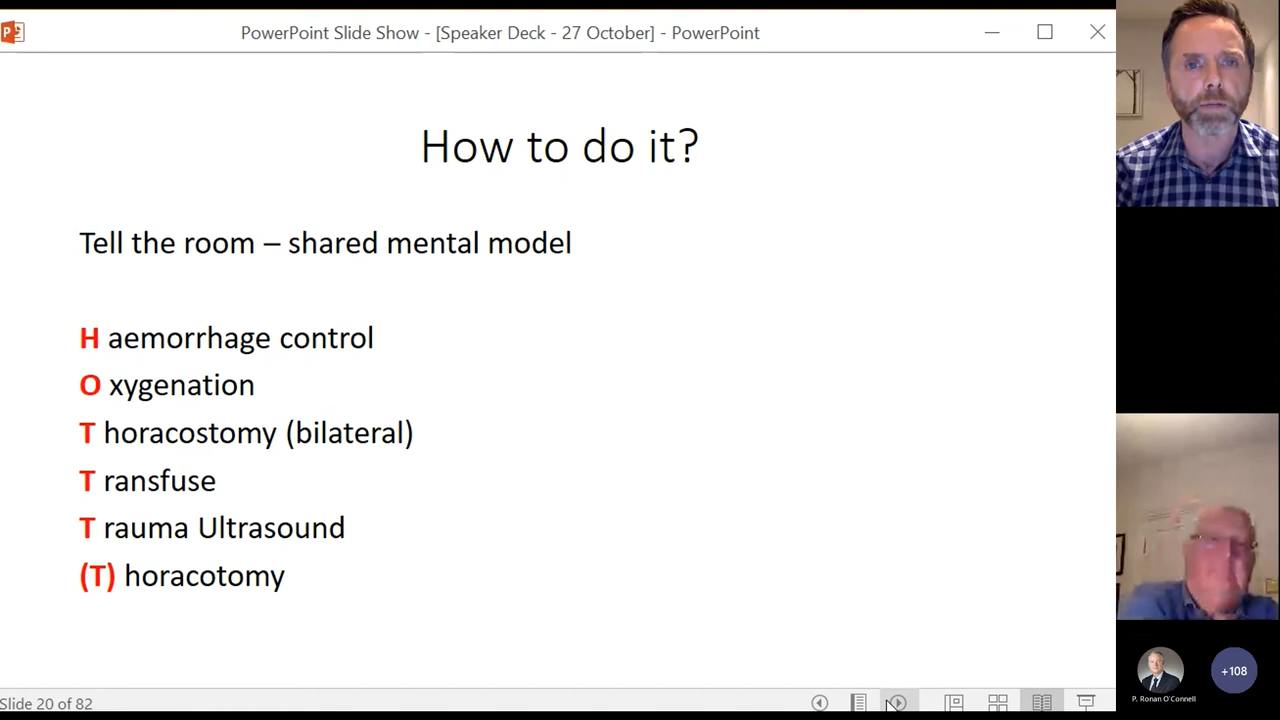 PowerPoint Slide Show - [Speaker Deck - 27 October] - PowerPoint
How to do it?
Tell the room – shared mental model
H aemorrhage control
O xygenation
T horacostomy (bilateral)
T ransfuse
T rauma Ultrasound
(T) horacotomy
Slide 20 of 82
P. Ronan O'Connell
+108